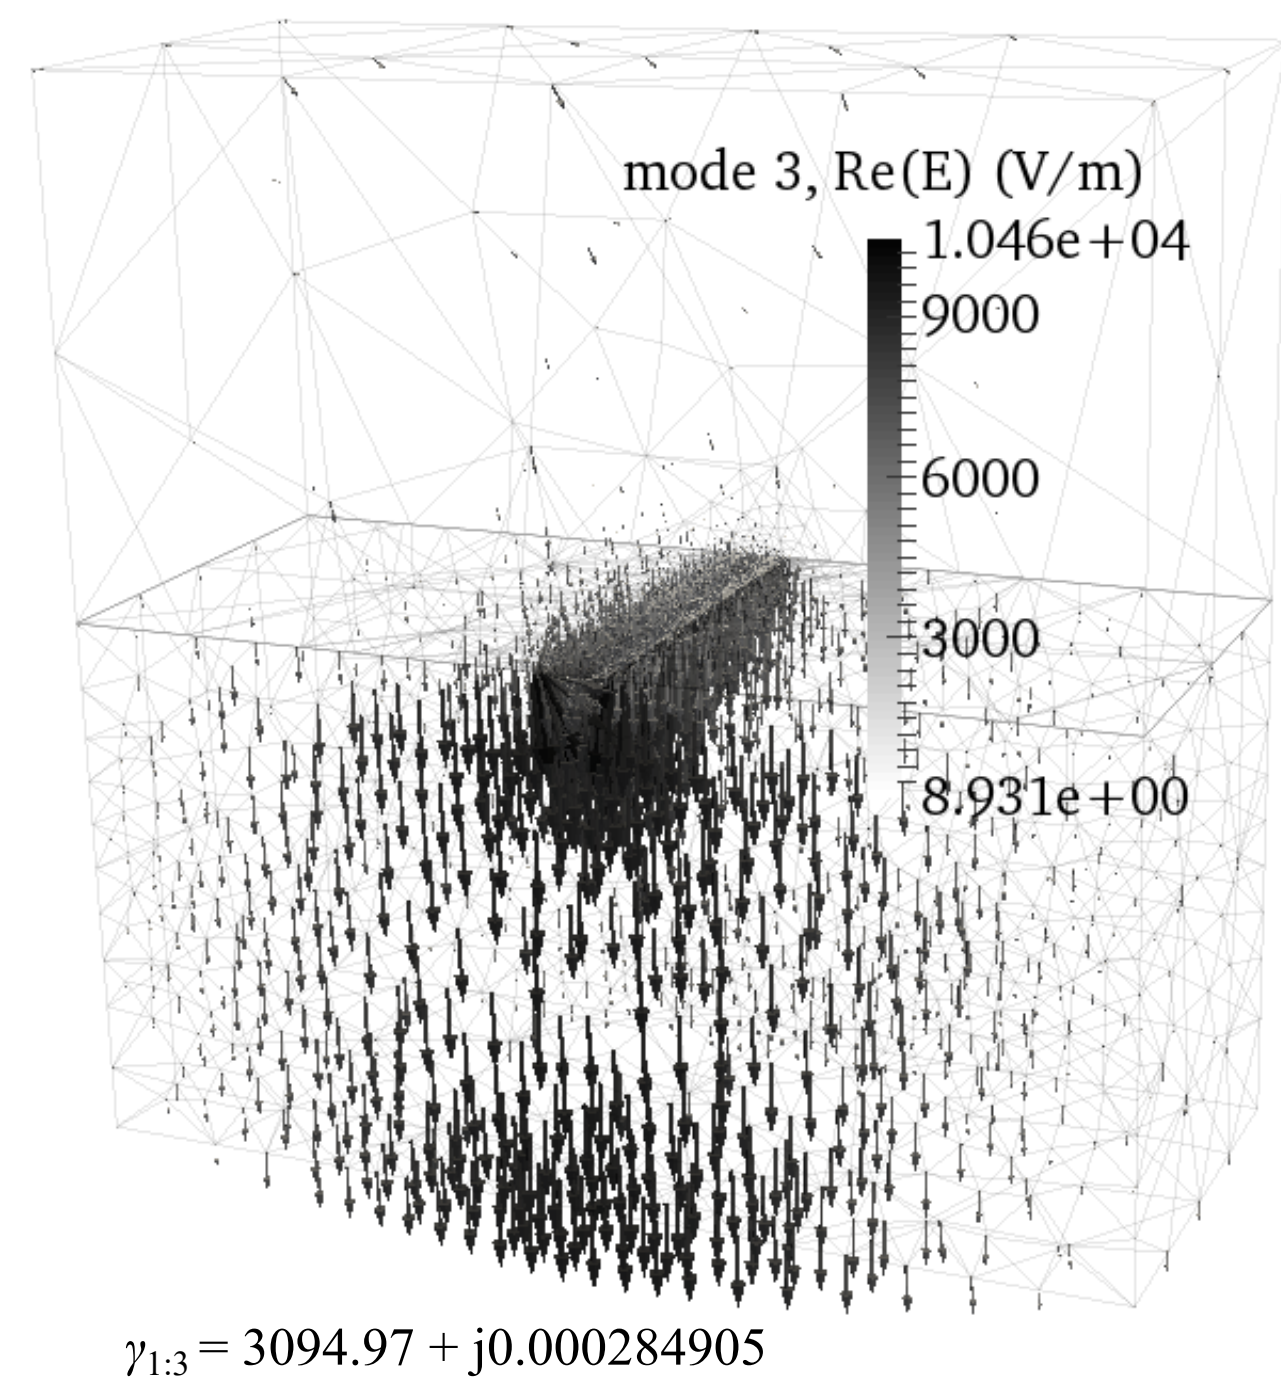 mode 3, Re(E) (V/m)
1.046e+04
9000
6000
3000
8.931e+00
γ1:3 = 3094.97 + j0.000284905